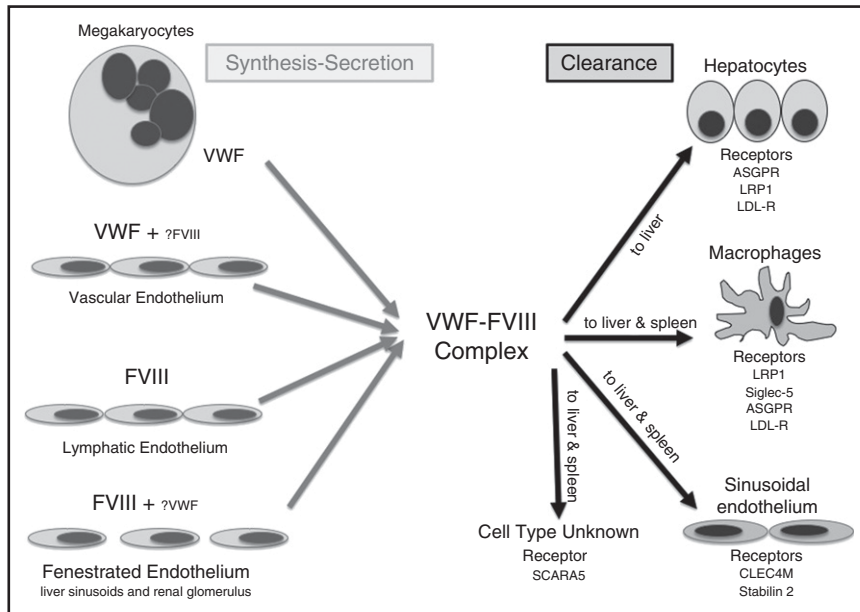 Megakaryocytes
VWF
Synthesis-Secretion
VWF + ?FVIII
Vascular Endothelium
FVIII
Lymphatic Endothelium
FVIII + ?VWF
Fenestrated Endothelium
liver sinusoids and renal glomerulus
VWF-FVIII
Complex
Clearance
to liver
Hepatocytes
Receptors
ASGPR
LRP1
LDL-R
to liver & spleen
Macrophages
Receptors
LRP1
Siglec-5
ASGPR
LDL-R
to liver & spleen
Sinusoidal
endothelium
Receptors
CLEC4M
Stabilin 2
to liver & spleen
Cell Type Unknown
Receptor
SCARA5